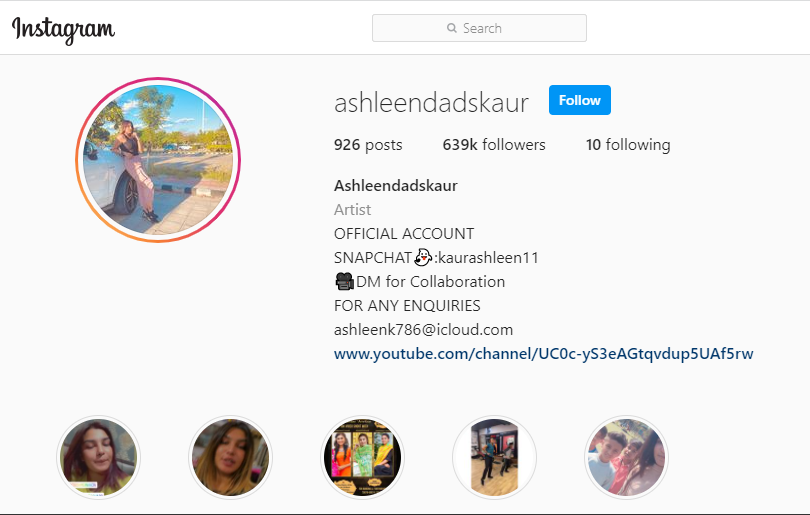 Instagram
Search
ashleendadskaur Follow
926 posts 639k followers 10 following
Ashleendadskaur
Artist
OFFICIAL ACCOUNT
SNAPCHAT👻:kaurashleen11
🎥DM for Collaboration
FOR ANY ENQUIRIES
ashleenk786@icloud.com
www.youtube.com/channel/UC0c-yS3eAGtqvdup5UAf5rw